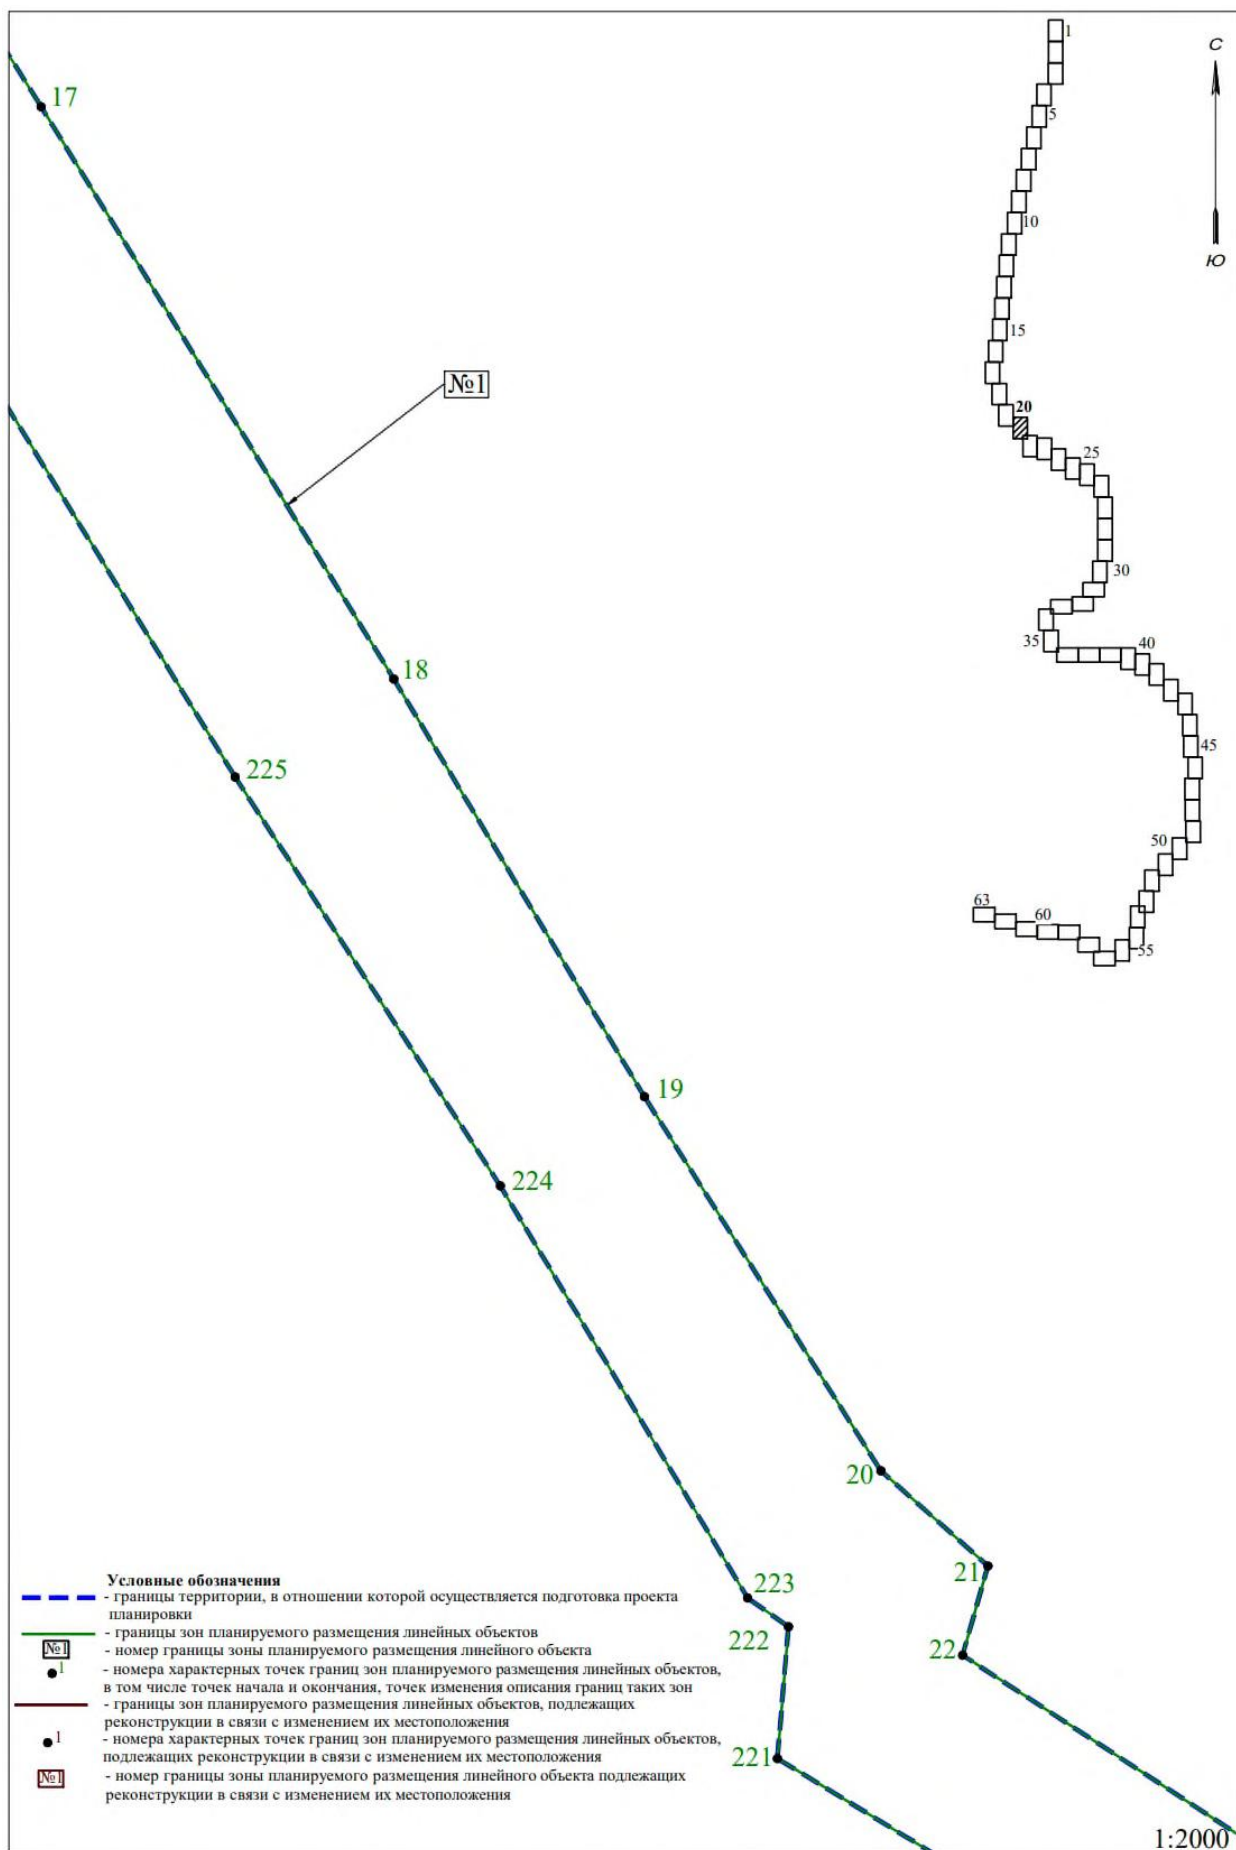 1
С
17
5
10
Ю
15
№1
20
25
30
35
40
18
45
225
50
63
60
55
19
224
20
21
Условные обозначения
- границы территории, в отношении которой осуществляется подготовка проекта
планировки
223
- границы зон планируемого размещения линейных объектов
222
№1
- номер границы зоны планируемого размещения линейного объекта
22
1
- номера характерных точек границ зон планируемого размещения линейных объектов,
в том числе точек начала и окончания, точек изменения описания границ таких зон
- границы зон планируемого размещения линейных объектов, подлежащих
реконструкции в связи с изменением их местоположения
1
- номера характерных точек границ зон планируемого размещения линейных объектов,
подлежащих реконструкции в связи с изменением их местоположения
221
№1
- номер границы зоны планируемого размещения линейного объекта подлежащих
реконструкции в связи с изменением их местоположения
1:2000